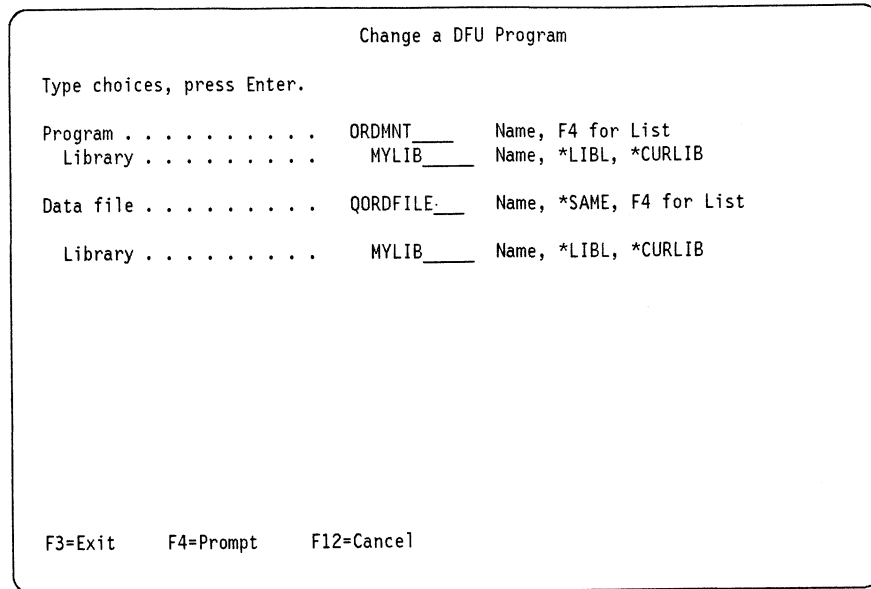 Change a DFU Program
Type choices, press Enter.
Program . . . . . . . . . . ORDMNT____ Name, F4 for List
Library . . . . . . . . . MYLIB_____ Name, *LIBL, *CURLIB
Data file . . . . . . . . . QORDFILE___ Name, *SAME, F4 for List
Library . . . . . . . . . MYLIB_____ Name, *LIBL, *CURLIB
F3=Exit F4=Prompt F12=Cancel